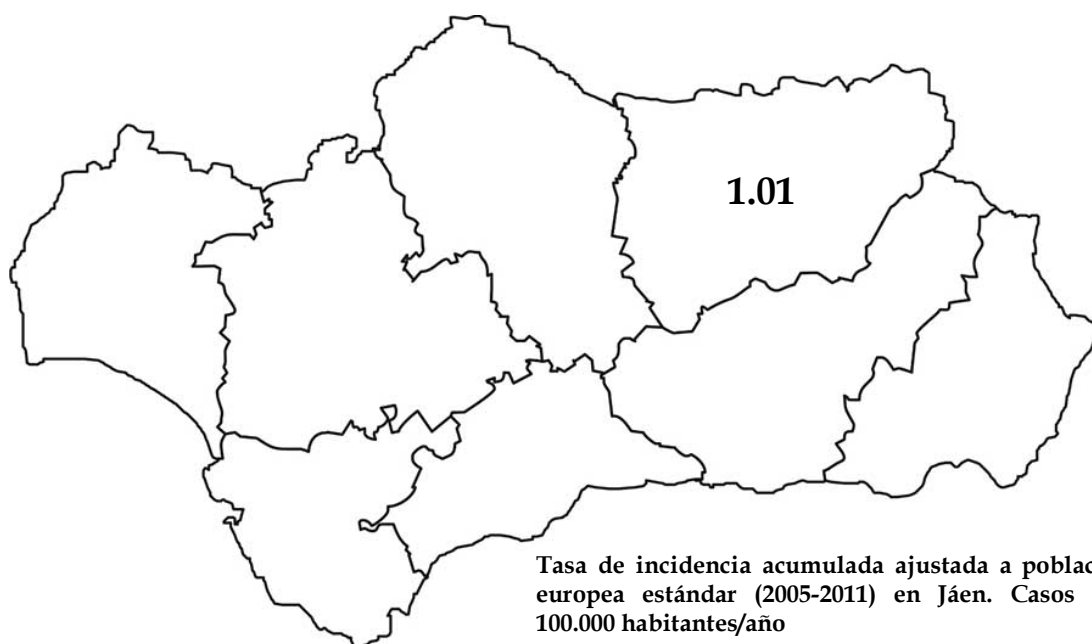 1.01
Tasa de incidencia acumulada ajustada a poblac
europea estándar (2005-2011) en Jáen. Casos
100.000 habitantes/año